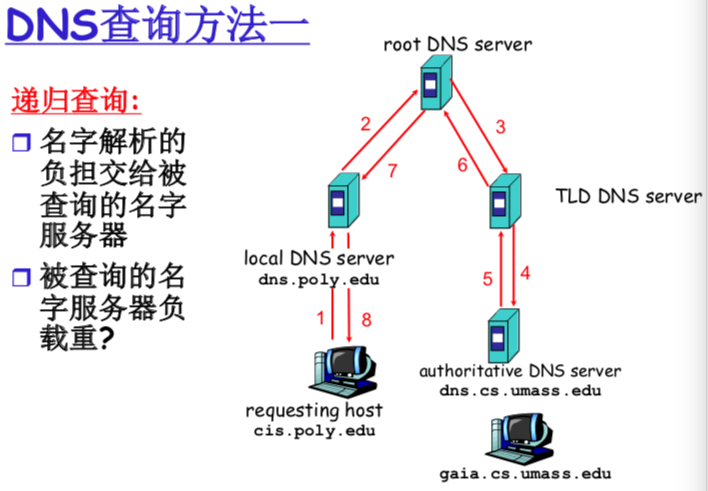 DNS查询方法一
root DNS server
递归查询:
名字解析的
负担交给被
查询的名字
服务器
被查询的名
字服务器负
载重?
2
3
7
6
TLD DNS server
local DNS server
dns.poly.edu
5
4
1
8
authoritative DNS server
dns.cs.umass.edu
requesting host
cis.poly.edu
gaia.cs.umass.edu